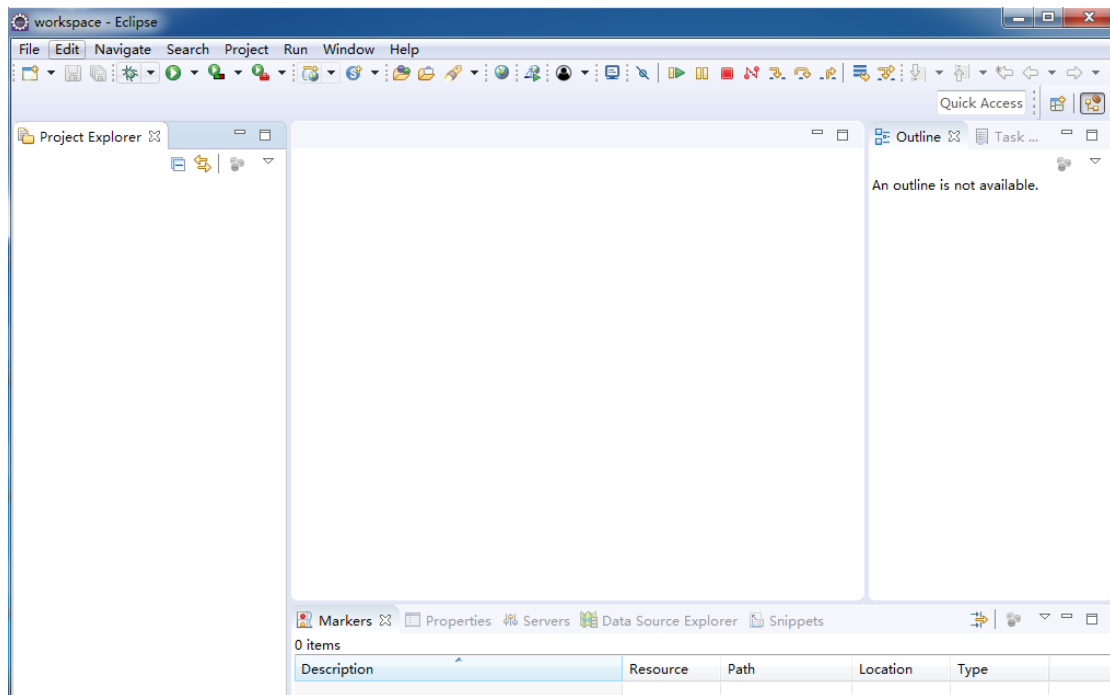 workspace - Eclipse
File Edit Navigate Search Project Run Window Help
Quick Access
Project Explorer
Outline Task ...
An outline is not available.
Markers Properties Servers Data Source Explorer Snippets
0 items
Description Resource Path Location Type